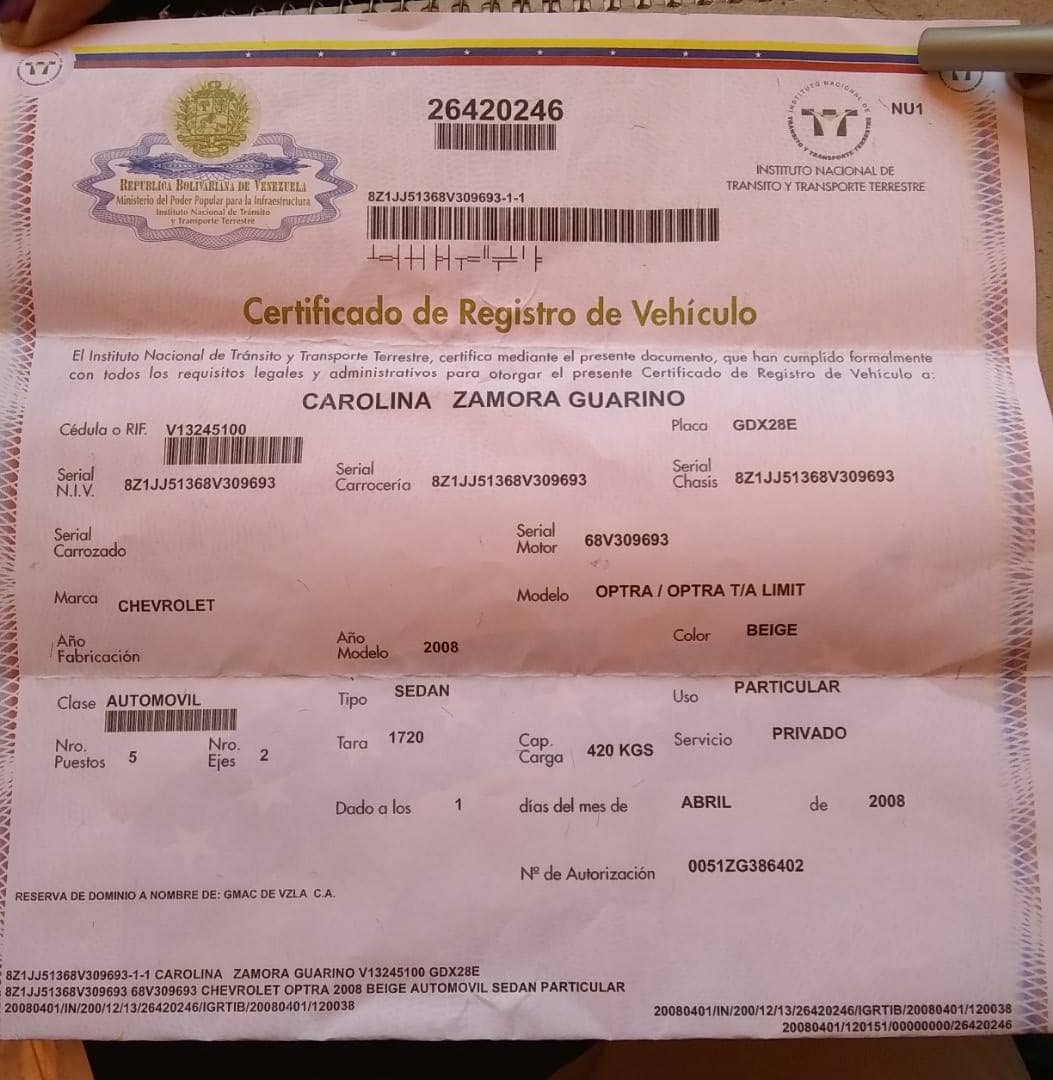 26420246
NU1
INSTITUTO NACIONAL DE
TRANSITO Y TRANSPORTE TERRESTRE
INSTITUTO NACIONAL DE
TRANSITO Y TRANSPORTE TERRESTRE
REPUBLICA BOLIVARIANA DE VENEZUELA
Ministerio del Poder Popular para la Infraestructura
Instituto Nacional de Tránsito
y Transporte Terrestre
8Z1JJ51368V309693-1-1
Certificado de Registro de Vehículo
El Instituto Nacional de Tránsito y Transporte Terrestre, certifica mediante el presente documento, que han cumplido formalmente
con todos los requisitos legales y administrativos para otorgar el presente Certificado de Registro de Vehículo a:
CAROLINA ZAMORA GUARINO
Cédula o RIF. V13245100 Placa GDX28E
Serial N.I.V. 8Z1JJ51368V309693 Serial Carrocería 8Z1JJ51368V309693 Serial Chasis 8Z1JJ51368V309693
Serial Carrozado Serial Motor 68V309693
Marca CHEVROLET Modelo OPTRA / OPTRA T/A LIMIT
Año Fabricación Año Modelo 2008 Color BEIGE
Clase AUTOMOVIL Tipo SEDAN Uso PARTICULAR
Nro. Puestos 5 Nro. Ejes 2 Tara 1720 Cap. Carga 420 KGS Servicio PRIVADO
Dado a los 1 días del mes de ABRIL de 2008
Nº de Autorización 0051ZG386402
RESERVA DE DOMINIO A NOMBRE DE: GMAC DE VZLA C.A.
8Z1JJ51368V309693-1-1 CAROLINA ZAMORA GUARINO V13245100 GDX28E
8Z1JJ51368V309693 68V309693 CHEVROLET OPTRA 2008 BEIGE AUTOMOVIL SEDAN PARTICULAR
20080401/IN/200/12/13/26420246/IGRTIB/20080401/120038
20080401/IN/200/12/13/26420246/IGRTIB/20080401/120038
20080401/120151/00000000/26420246